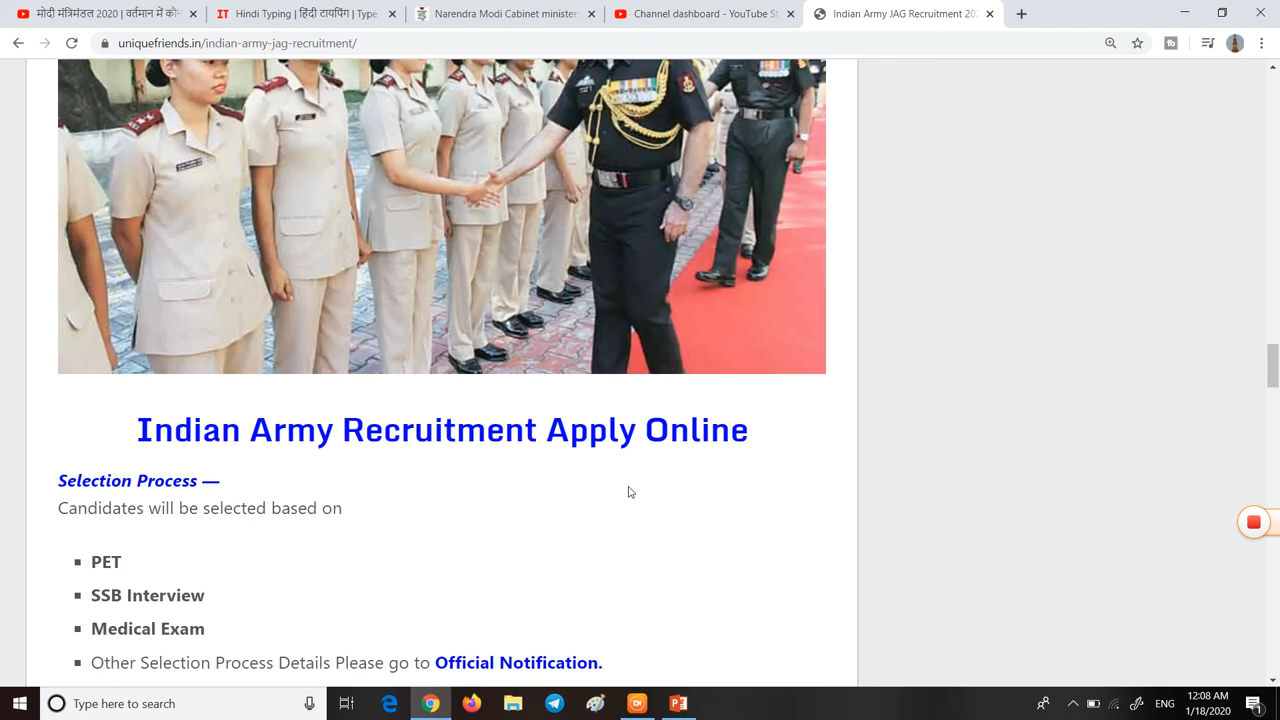 मोदी मंत्रिमंडल 2020 | वर्तमान में कौन
Hindi Typing | हिंदी टायपिंग | Type
Narendra Modi Cabinet ministers
Channel dashboard - YouTube St
Indian Army JAG Recruitment 202
uniquefriends.in/indian-army-jag-recruitment/
Indian Army Recruitment Apply Online
Selection Process —
Candidates will be selected based on
PET
SSB Interview
Medical Exam
Other Selection Process Details Please go to Official Notification.
Type here to search
ENG
12:08 AM
1/18/2020